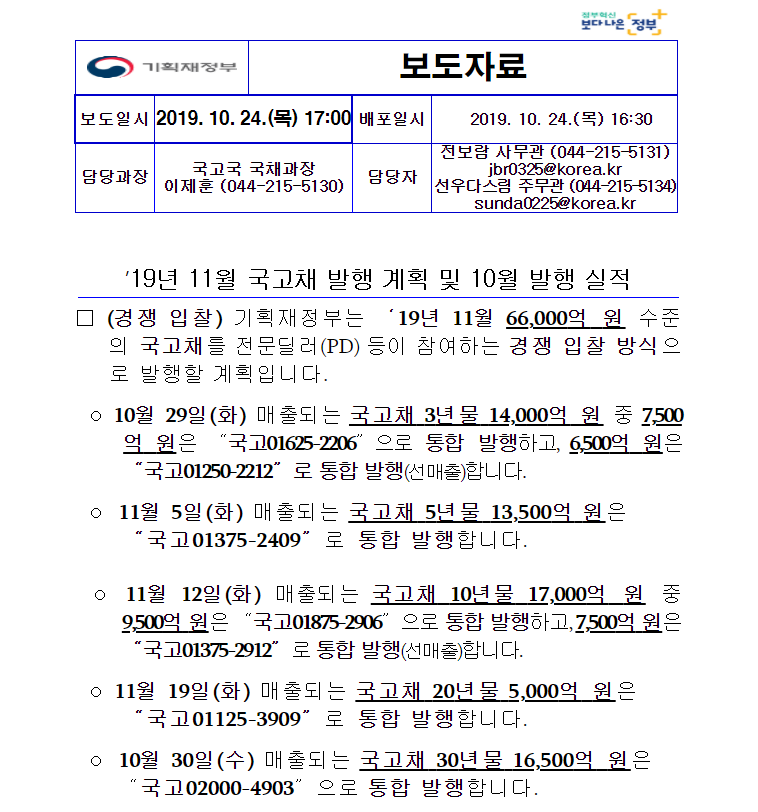 정부혁신
보다나은 정부
기획재정부
보도자료
보도일시 2019. 10. 24.(목) 17:00 배포일시 2019. 10. 24.(목) 16:30
담당과장 국고국 국채과장
이제훈 (044-215-5130)
담당자 전보람 사무관 (044-215-5131)
jbr0325@korea.kr
선우다스림 주무관 (044-215-5134)
sunda0225@korea.kr
'19년 11월 국고채 발행 계획 및 10월 발행 실적
□ (경쟁 입찰) 기획재정부는 ‘19년 11월 66,000억 원 수준
의 국고채를 전문딜러(PD) 등이 참여하는 경쟁 입찰 방식으
로 발행할 계획입니다.
○ 10월 29일(화) 매출되는 국고채 3년물 14,000억 원 중 7,500
억 원은 “국고01625-2206”으로 통합 발행하고, 6,500억 원은
“국고01250-2212”로 통합 발행(선매출)합니다.
○ 11월 5일(화) 매출되는 국고채 5년물 13,500억 원은
“국고01375-2409”로 통합 발행합니다.
○ 11월 12일(화) 매출되는 국고채 10년물 17,000억 원 중
9,500억 원은 “국고01875-2906”으로 통합 발행하고, 7,500억 원은
“국고01375-2912”로 통합 발행(선매출)합니다.
○ 11월 19일(화) 매출되는 국고채 20년물 5,000억 원은
“국고01125-3909”로 통합 발행합니다.
○ 10월 30일(수) 매출되는 국고채 30년물 16,500억 원은
“국고02000-4903”으로 통합 발행합니다.